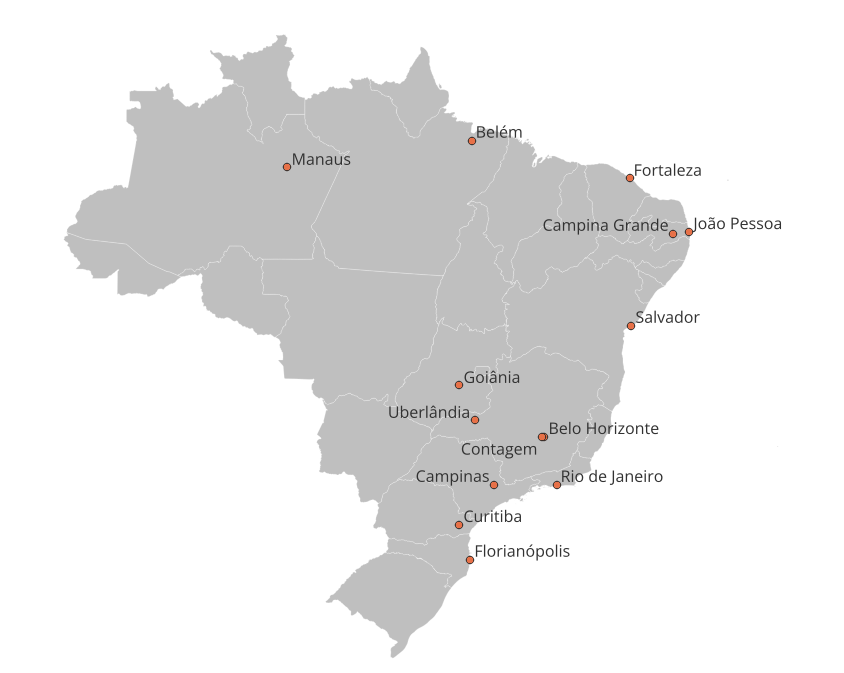 Belém
Manaus
Fortaleza
Campina Grande
João Pessoa
Salvador
Goiânia
Uberlândia
Belo Horizonte
Contagem
Campinas
Rio de Janeiro
Curitiba
Florianópolis